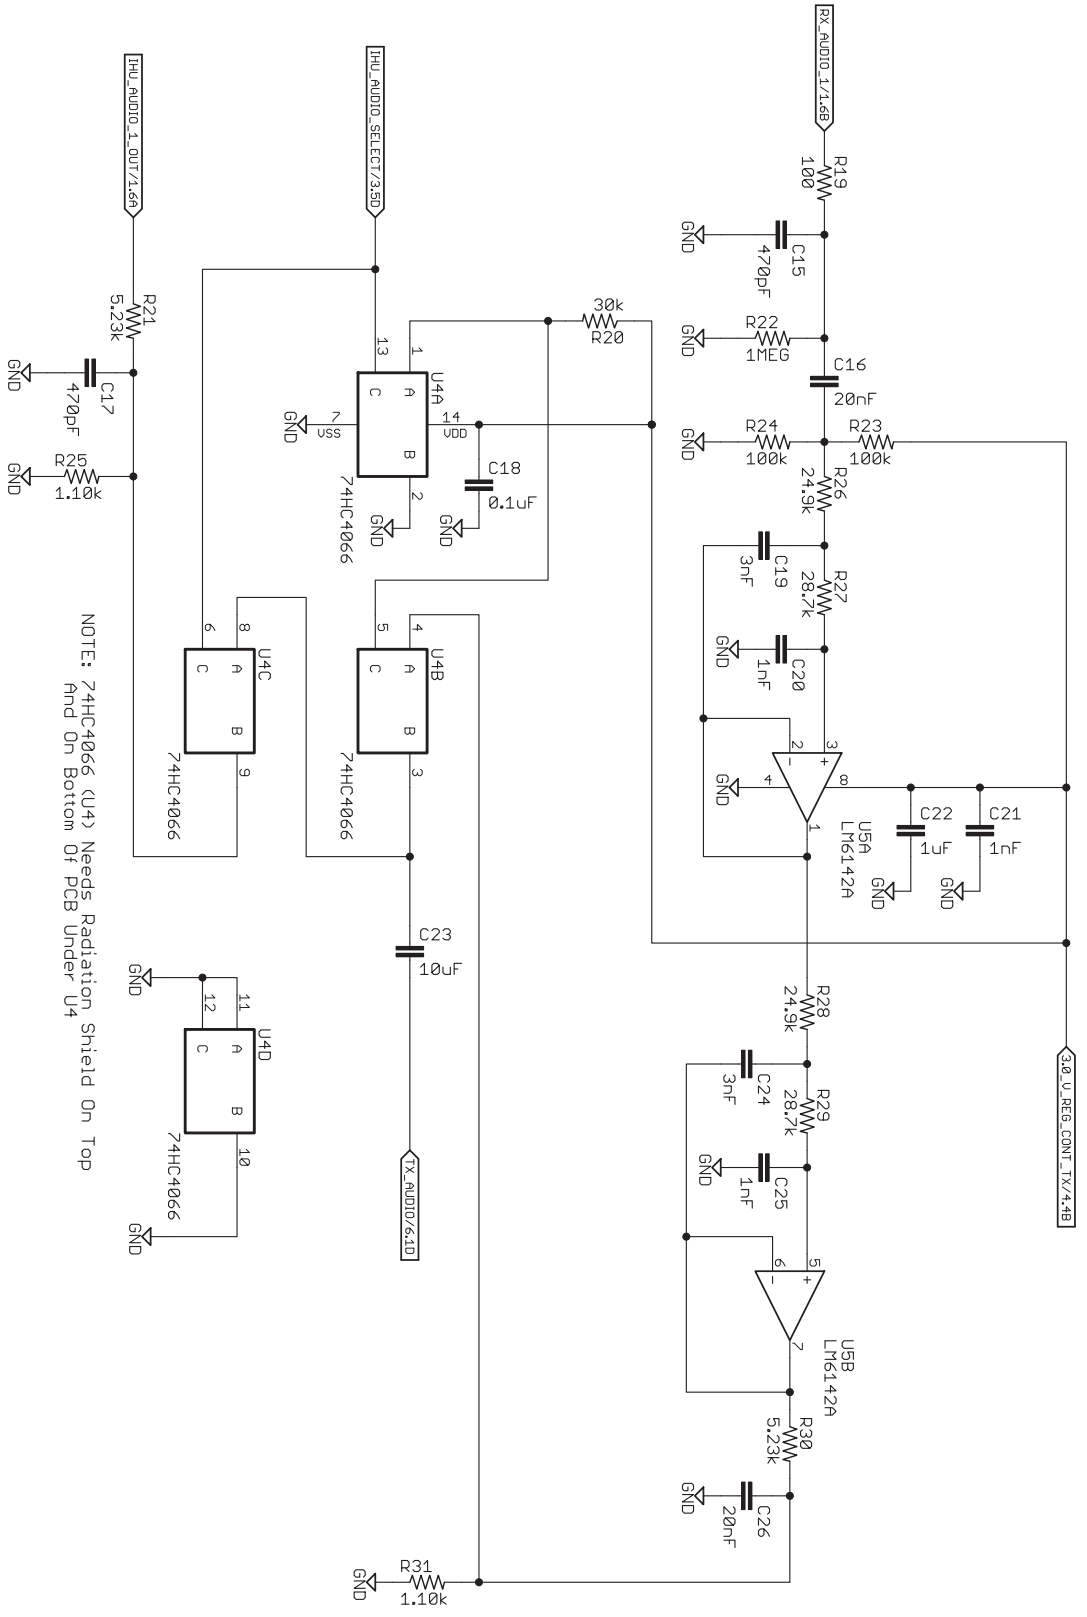 RX_AUDIO_1/1.6B
R19
100
GND
C15
470pF
GND
R22
1MEG
C16
20nF
GND
R24
100k
R23
100k
R26
24.9k
C19
3nF
R27
28.7k
GND
C20
1nF
2
3
-
+
4
8
GND
1
U5A
LM6142A
C22
1uF
GND
C21
1nF
GND
3.0_V_REG_CONT_TX/4.4B
R28
24.9k
C24
3nF
R29
28.7k
GND
C25
1nF
6
5
-
+
7
U5B
LM6142A
R30
5.23k
GND
C26
20nF
GND
R31
1.10k
IHU_AUDIO_SELECT/3.5D
30k
R20
13
1
U4A
C
A
GND
7
VSS
14
VDD
B
2
GND
74HC4066
C18
0.1uF
GND
5
4
U4B
C
A
B
3
74HC4066
C23
10uF
TX_AUDIO/6.1D
6
8
U4C
C
A
B
9
74HC4066
GND
12
11
U4D
C
A
B
10
74HC4066
GND
IHU_AUDIO_1_OUT/1.6A
R21
5.23k
GND
C17
470pF
GND
R25
1.10k
NOTE: 74HC4066 (U4) Needs Radiation Shield On Top
And On Bottom Of PCB Under U4